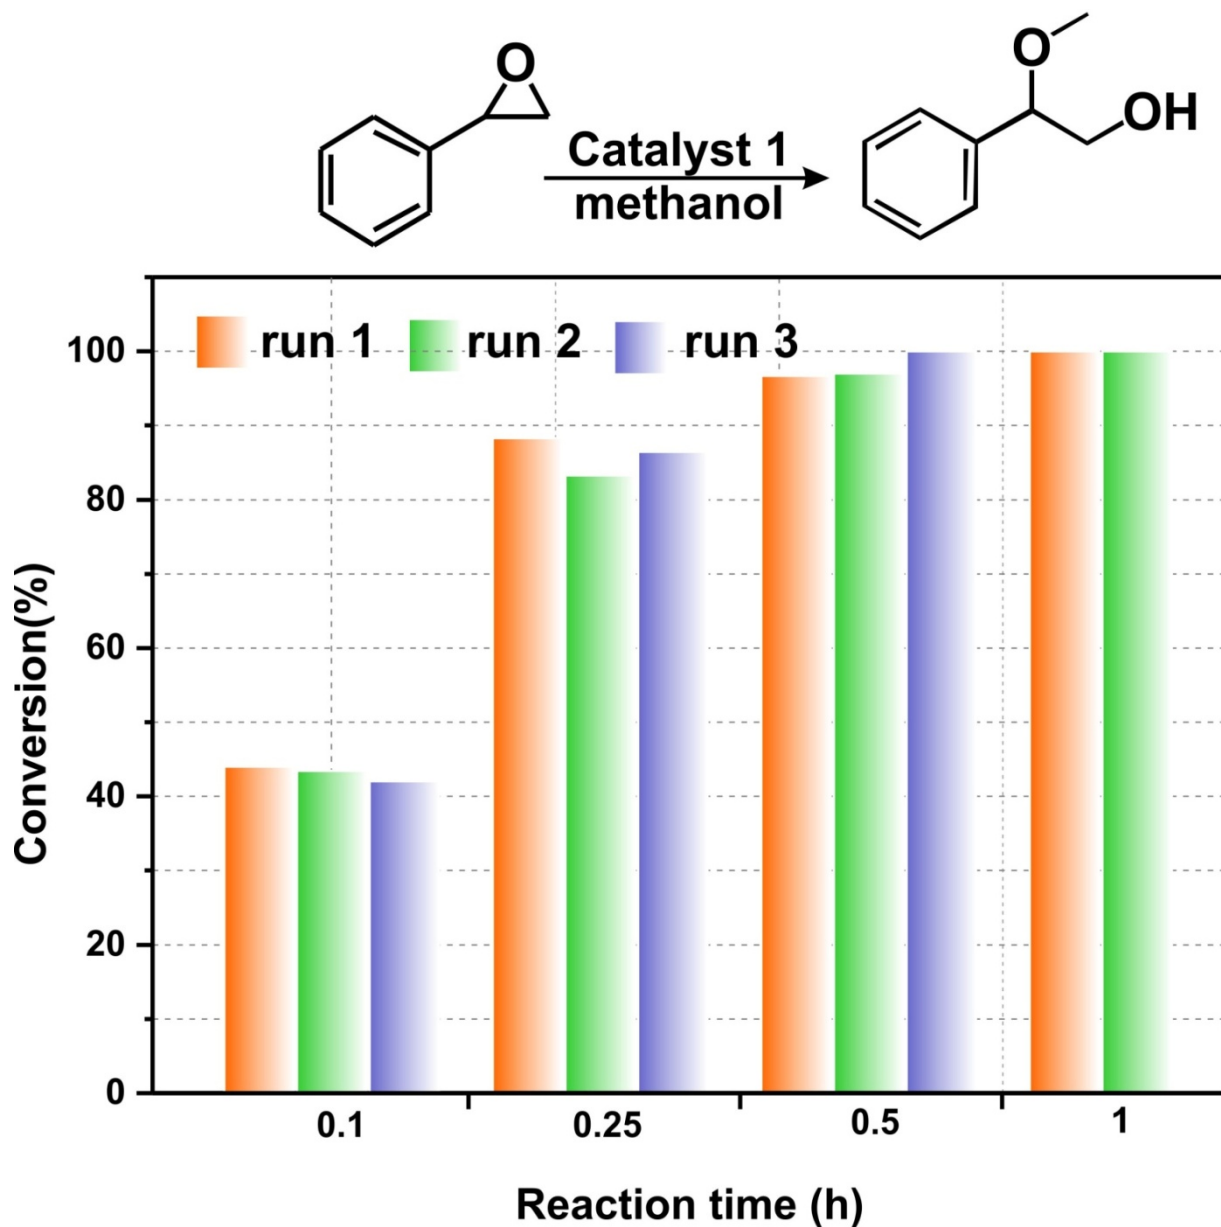 O
O
OH
Catalyst 1
methanol
run 1 run 2 run 3
100
80
60
40
20
0
Conversion(%)
0.1 0.25 0.5 1
Reaction time (h)